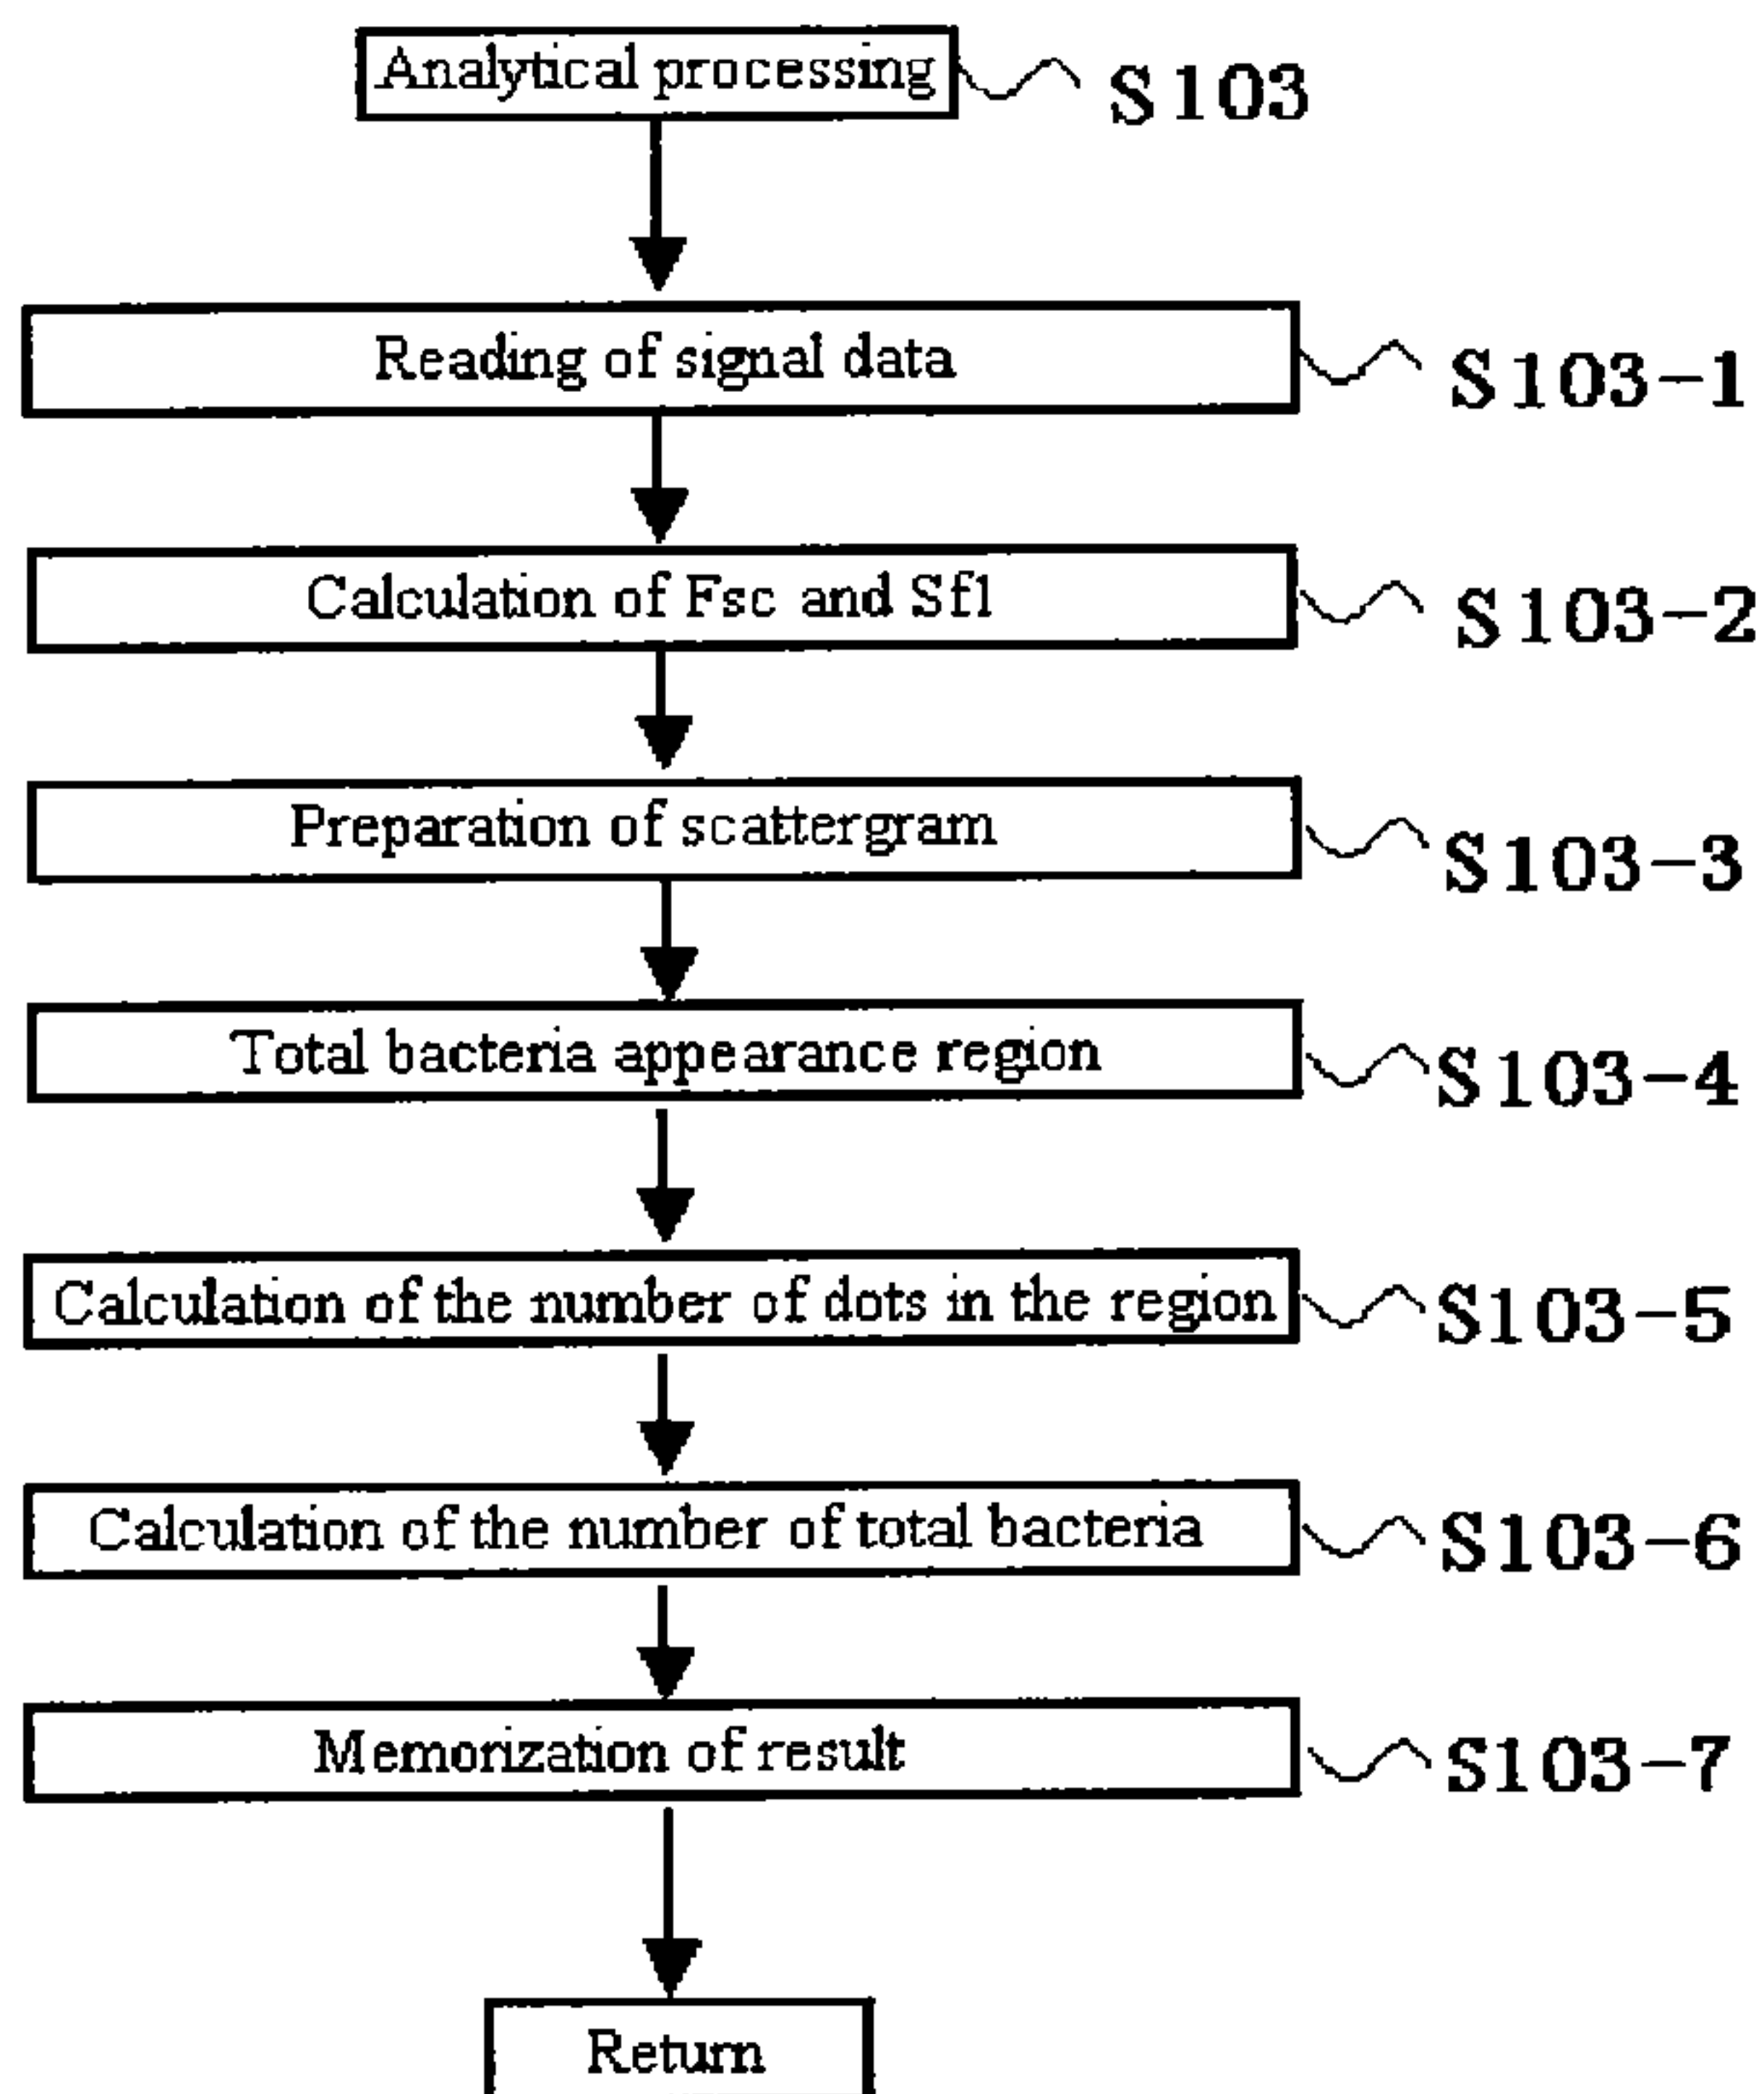 Analytical processing S103
Reading of signal data S103-1
Calculation of Fsc and Sfl S103-2
Preparation of scattergram S103-3
Total bacteria appearance region S103-4
Calculation of the number of dots in the region S103-5
Calculation of the number of total bacteria S103-6
Memorization of result S103-7
Return